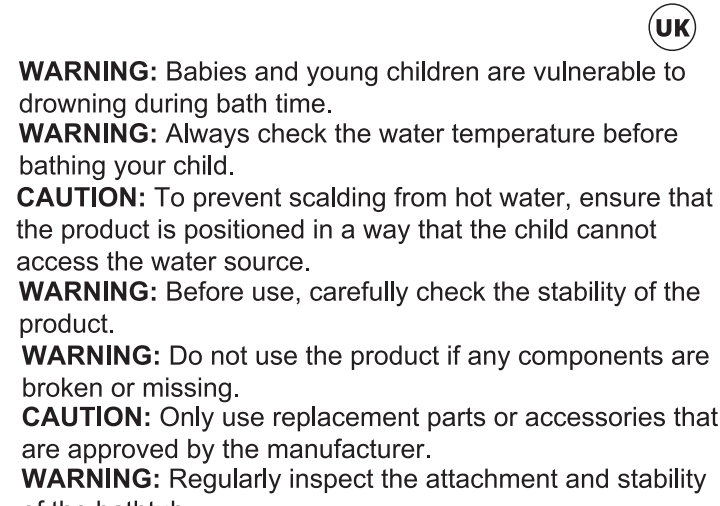 UK
WARNING: Babies and young children are vulnerable to
drowning during bath time.
WARNING: Always check the water temperature before
bathing your child.
CAUTION: To prevent scalding from hot water, ensure that
the product is positioned in a way that the child cannot
access the water source.
WARNING: Before use, carefully check the stability of the
product.
WARNING: Do not use the product if any components are
broken or missing.
CAUTION: Only use replacement parts or accessories that
are approved by the manufacturer.
WARNING: Regularly inspect the attachment and stability
of the bathtub